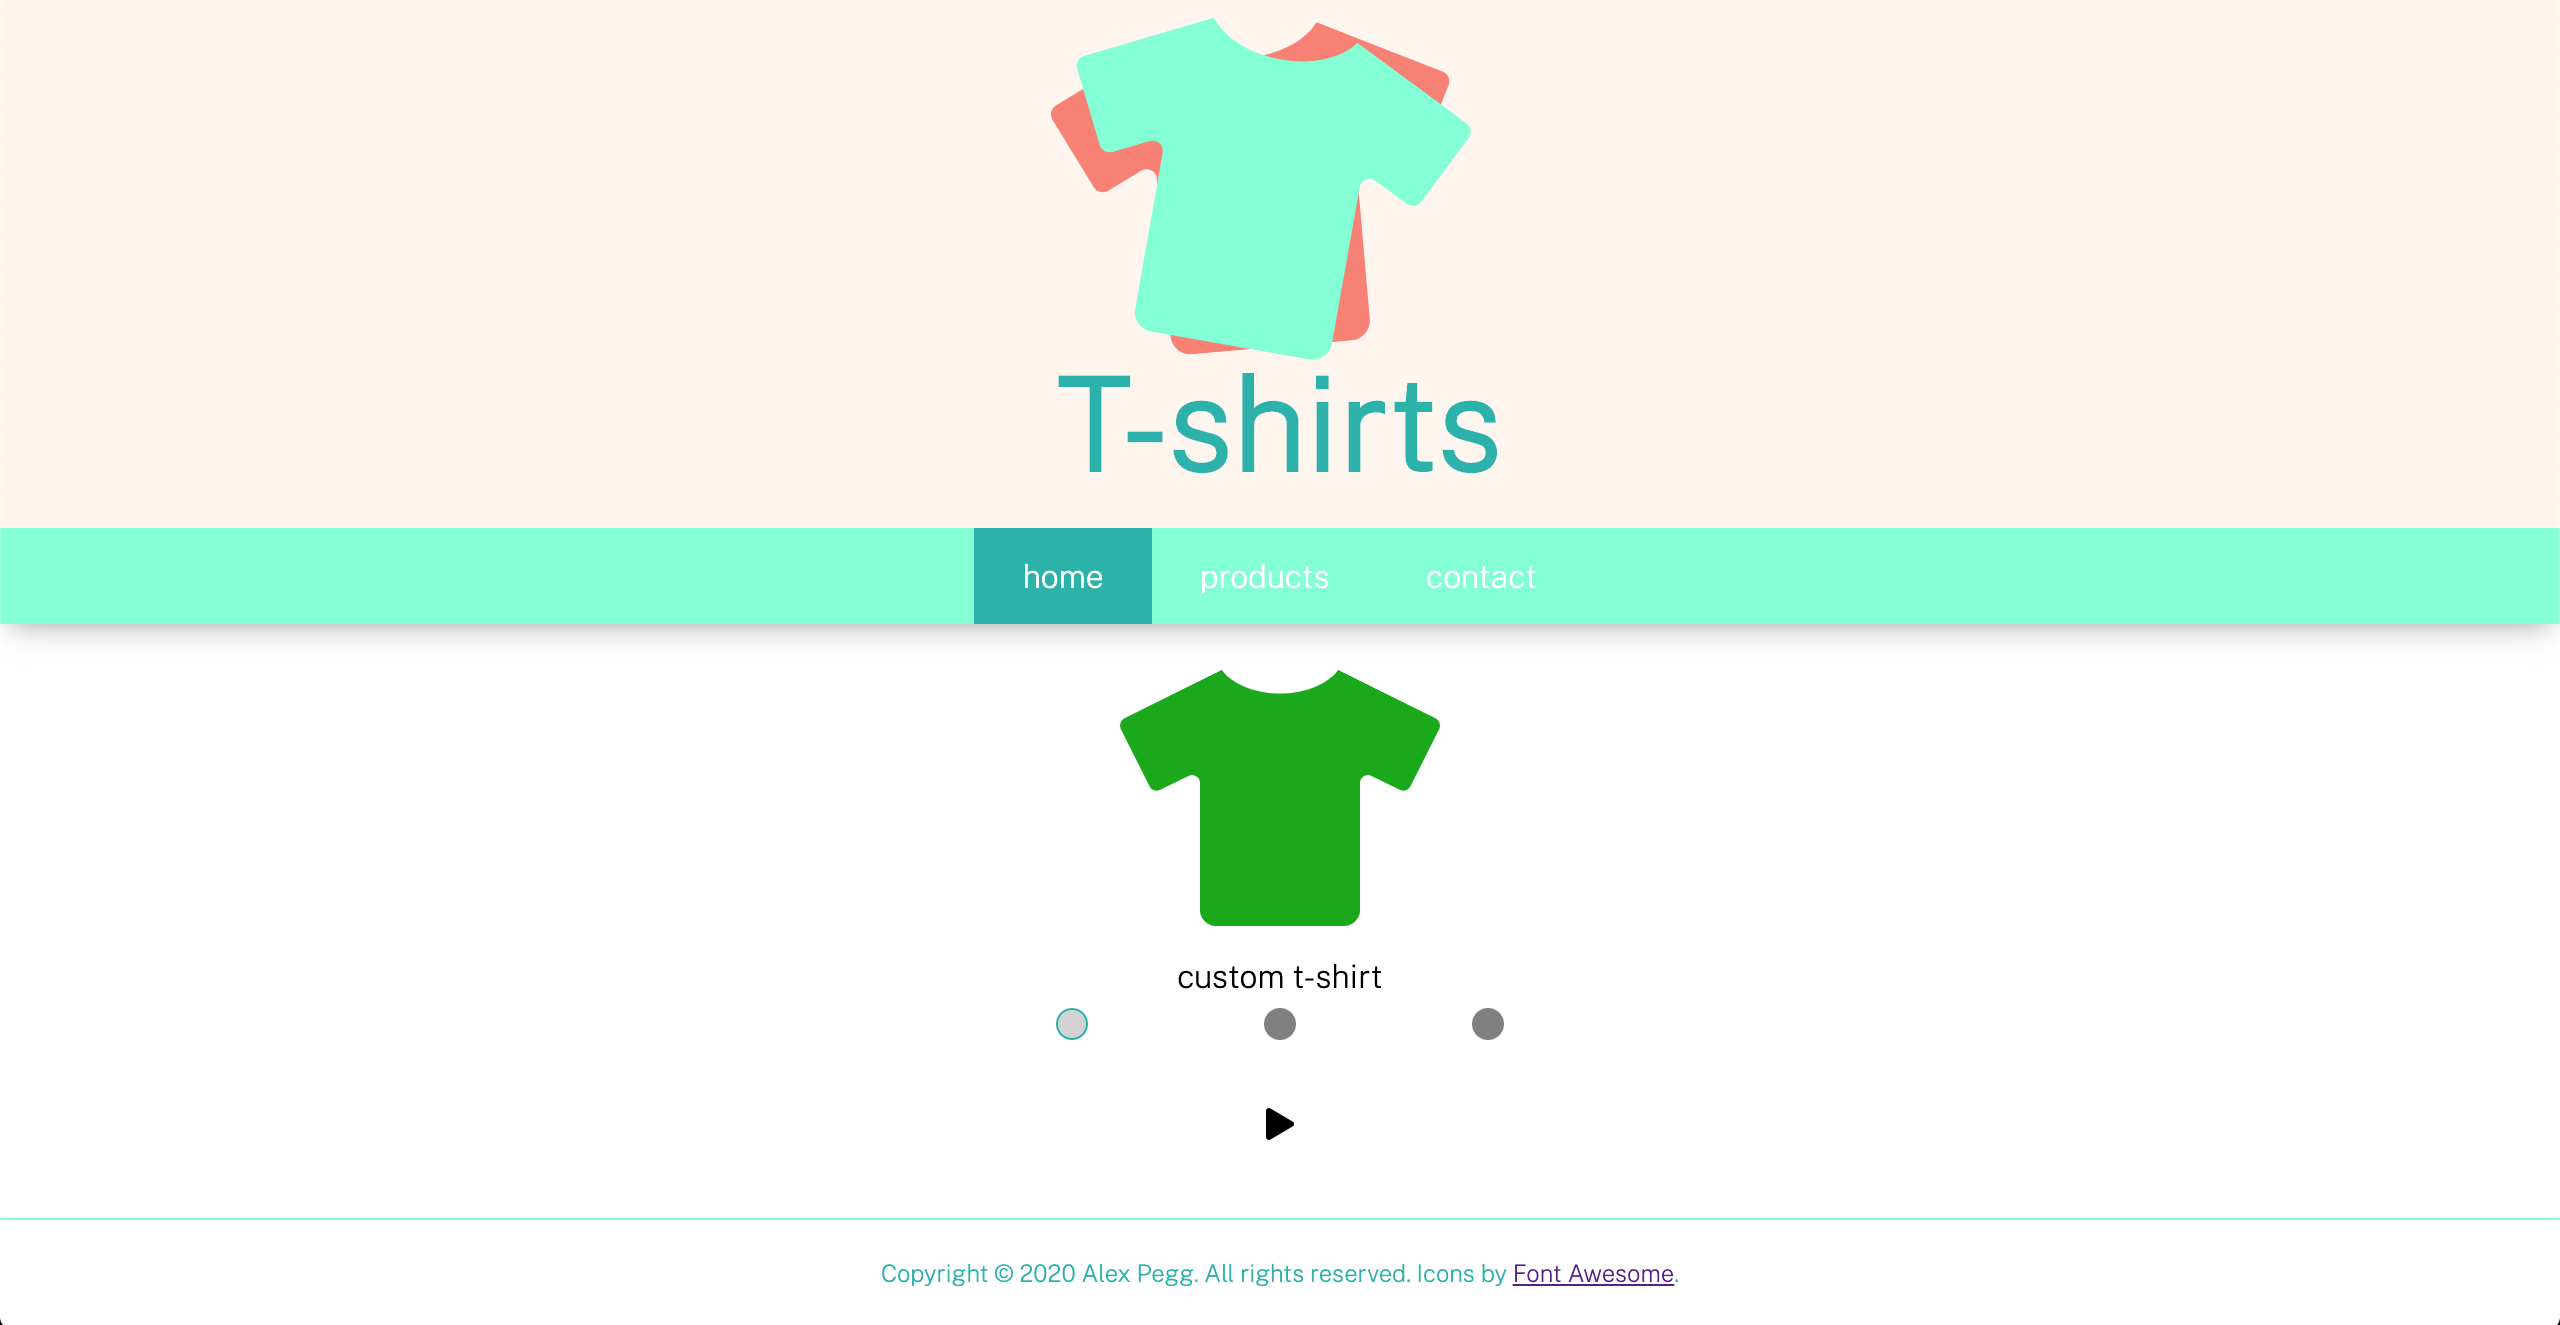 T-shirts
home products contact
custom t-shirt
Copyright © 2020 Alex Pegg. All rights reserved. Icons by Font Awesome.